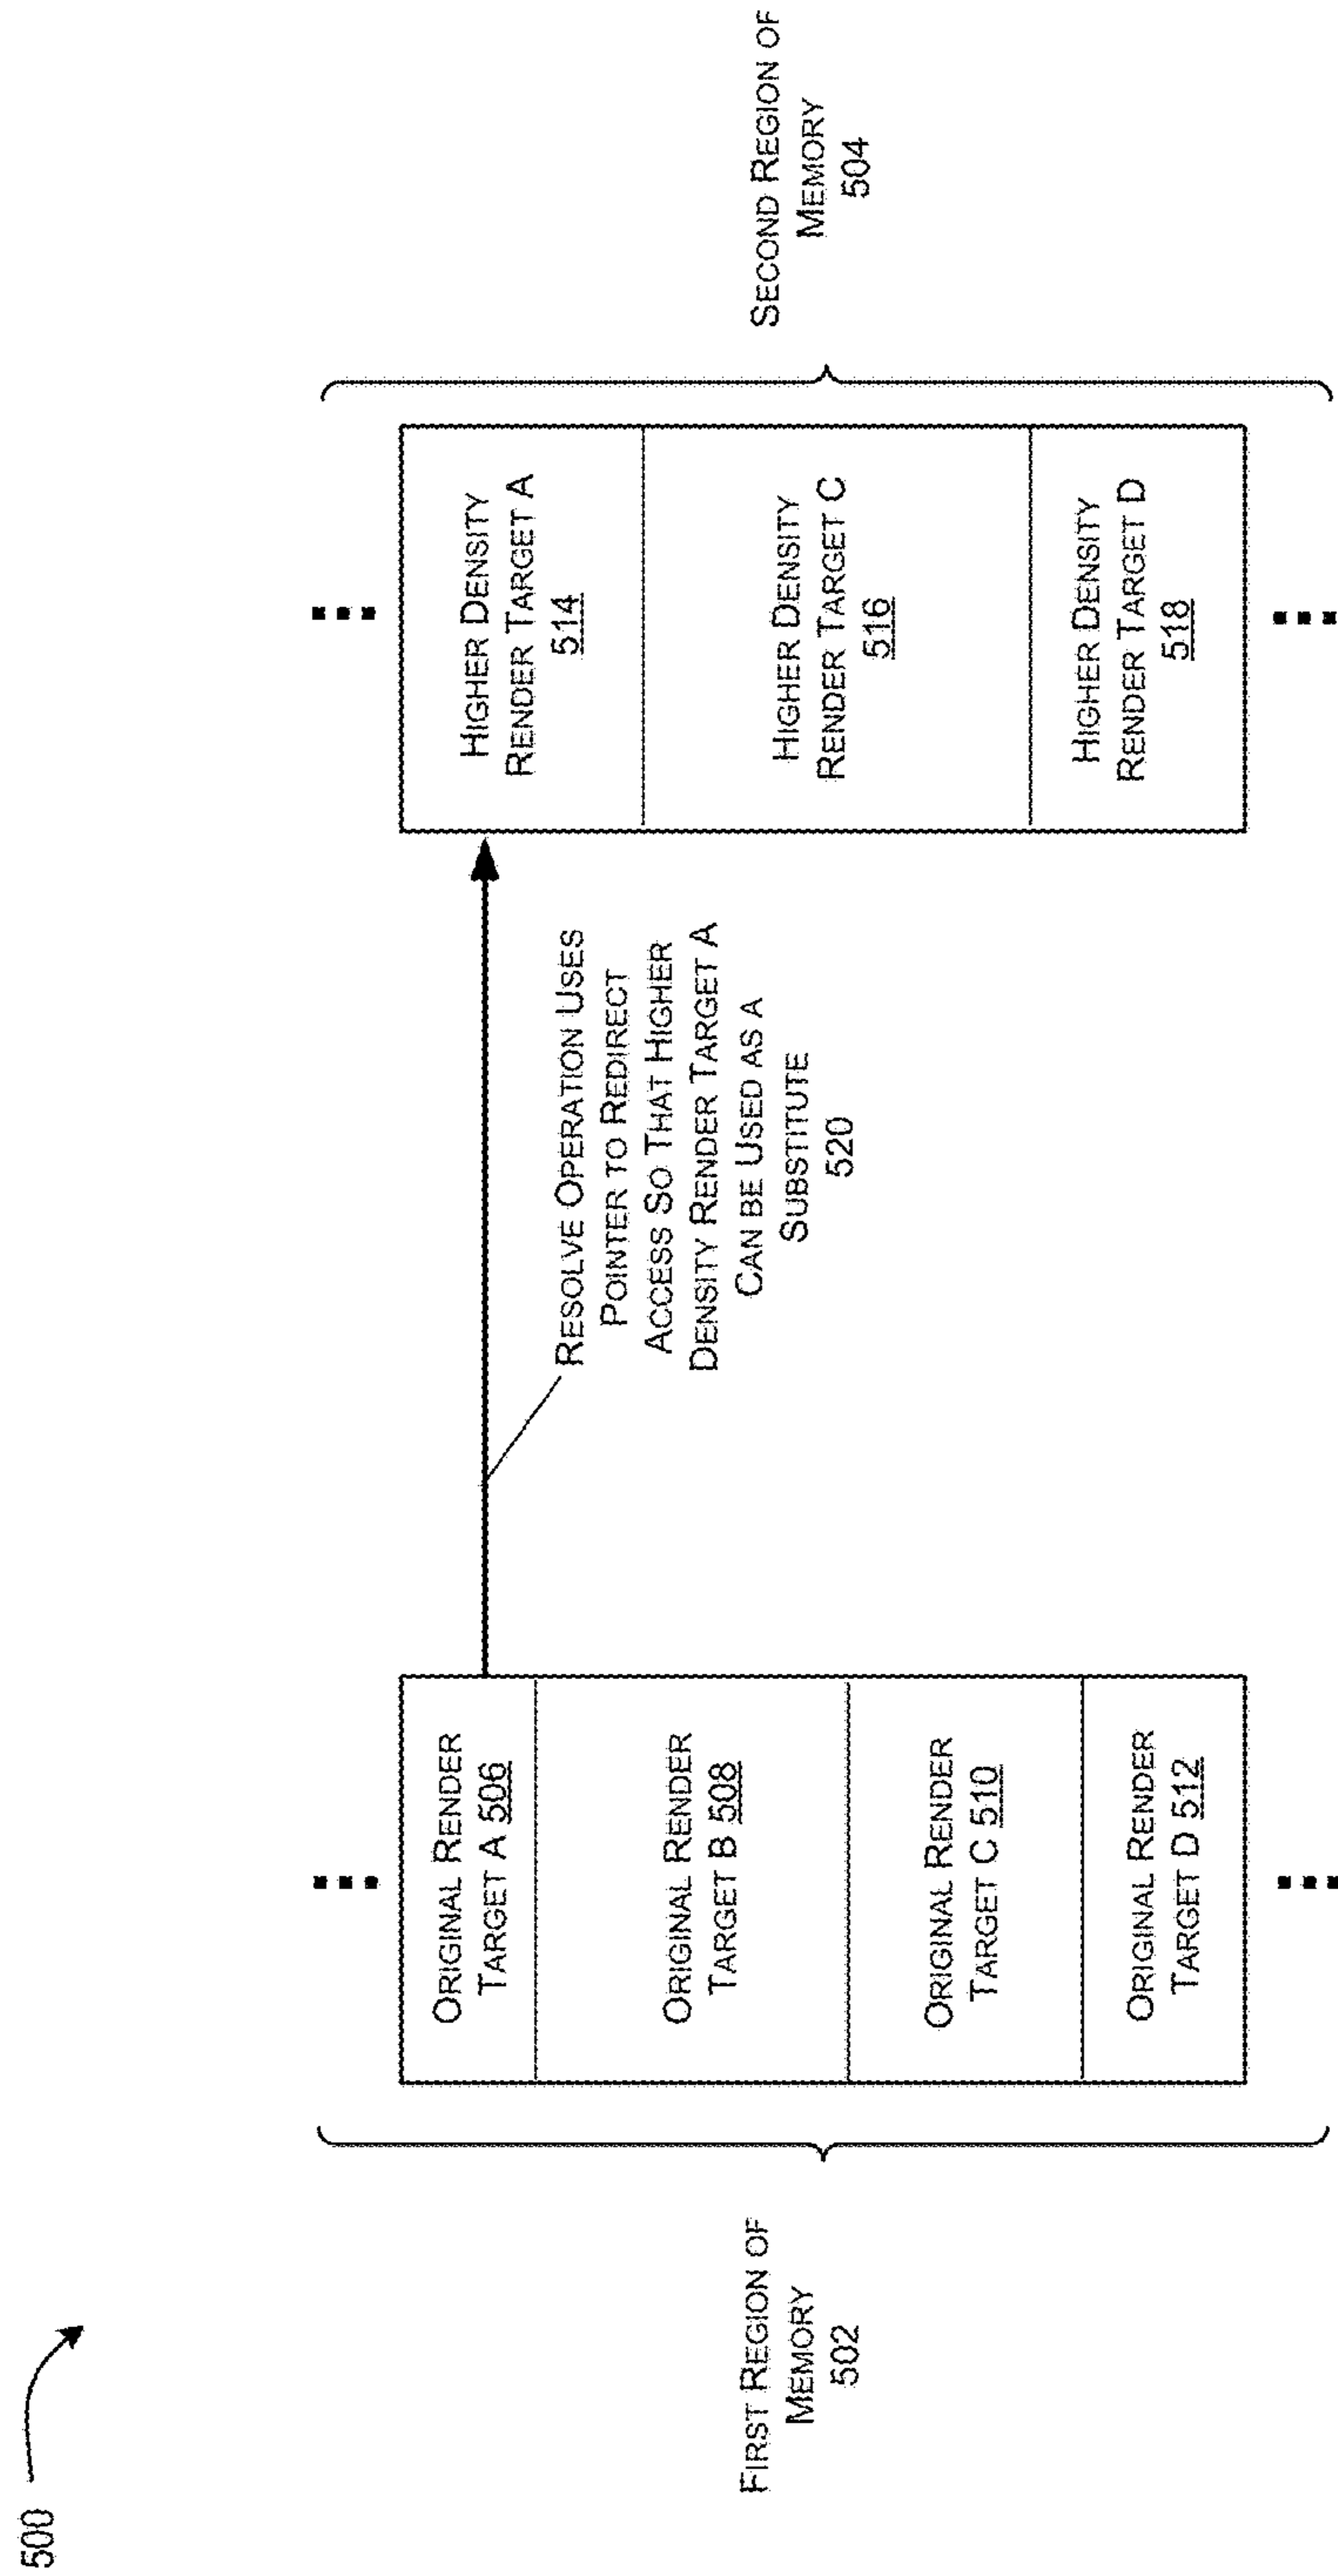 500
FIRST REGION OF
MEMORY
502
ORIGINAL RENDER
TARGET A 506
ORIGINAL RENDER
TARGET B 508
ORIGINAL RENDER
TARGET C 510
ORIGINAL RENDER
TARGET D 512
RESOLVE OPERATION USES
POINTER TO REDIRECT
ACCESS SO THAT HIGHER
DENSITY RENDER TARGET A
CAN BE USED AS A
SUBSTITUTE
520
HIGHER DENSITY
RENDER TARGET A
514
HIGHER DENSITY
RENDER TARGET C
516
HIGHER DENSITY
RENDER TARGET D
518
SECOND REGION OF
MEMORY
504